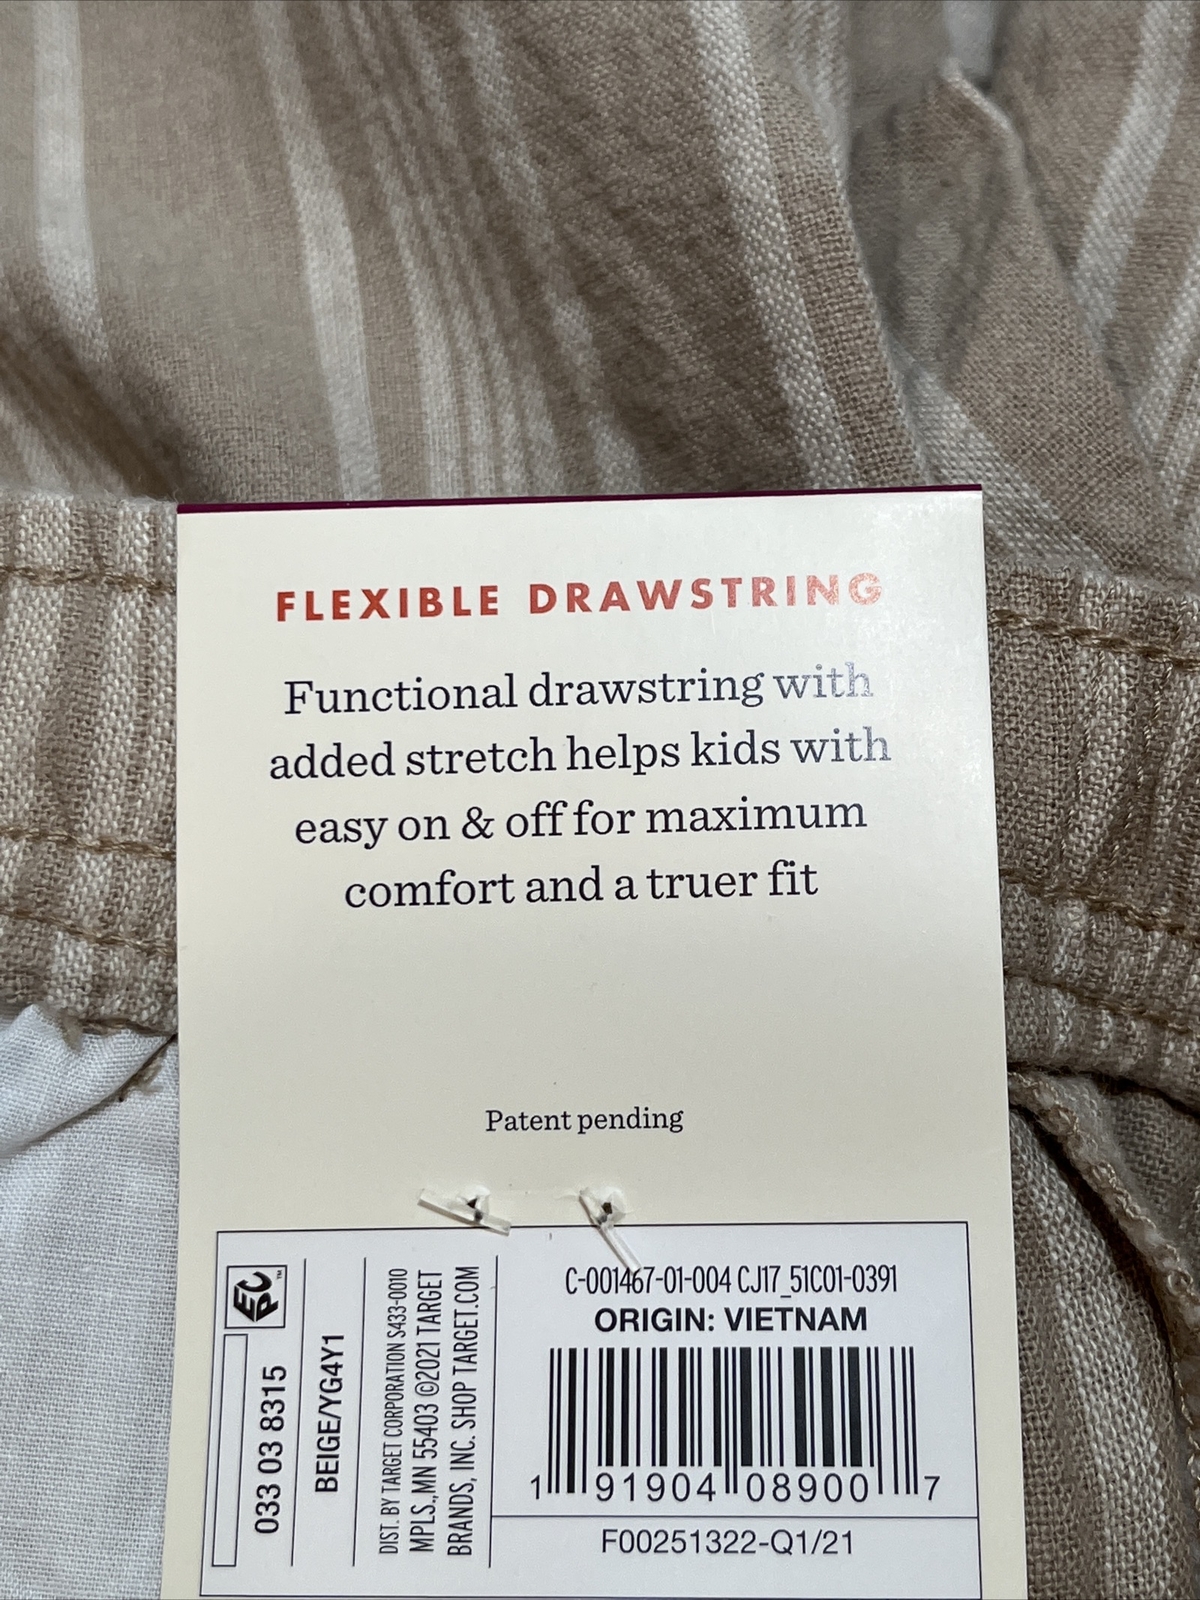 FLEXIBLE DRAWSTRING
Functional drawstring with
added stretch helps kids with
easy on & off for maximum
comfort and a truer fit
Patent pending
EPC™
033 03 8315
BEIGE/YG4Y1
DIST. BY TARGET CORPORATION S433-0010
MPLS.,MN 55403 ©2021 TARGET
BRANDS, INC. SHOP TARGET.COM
C-001467-01-004 CJ17_51C01-0391
ORIGIN: VIETNAM
1 91904 08900 7
F00251322-Q1/21